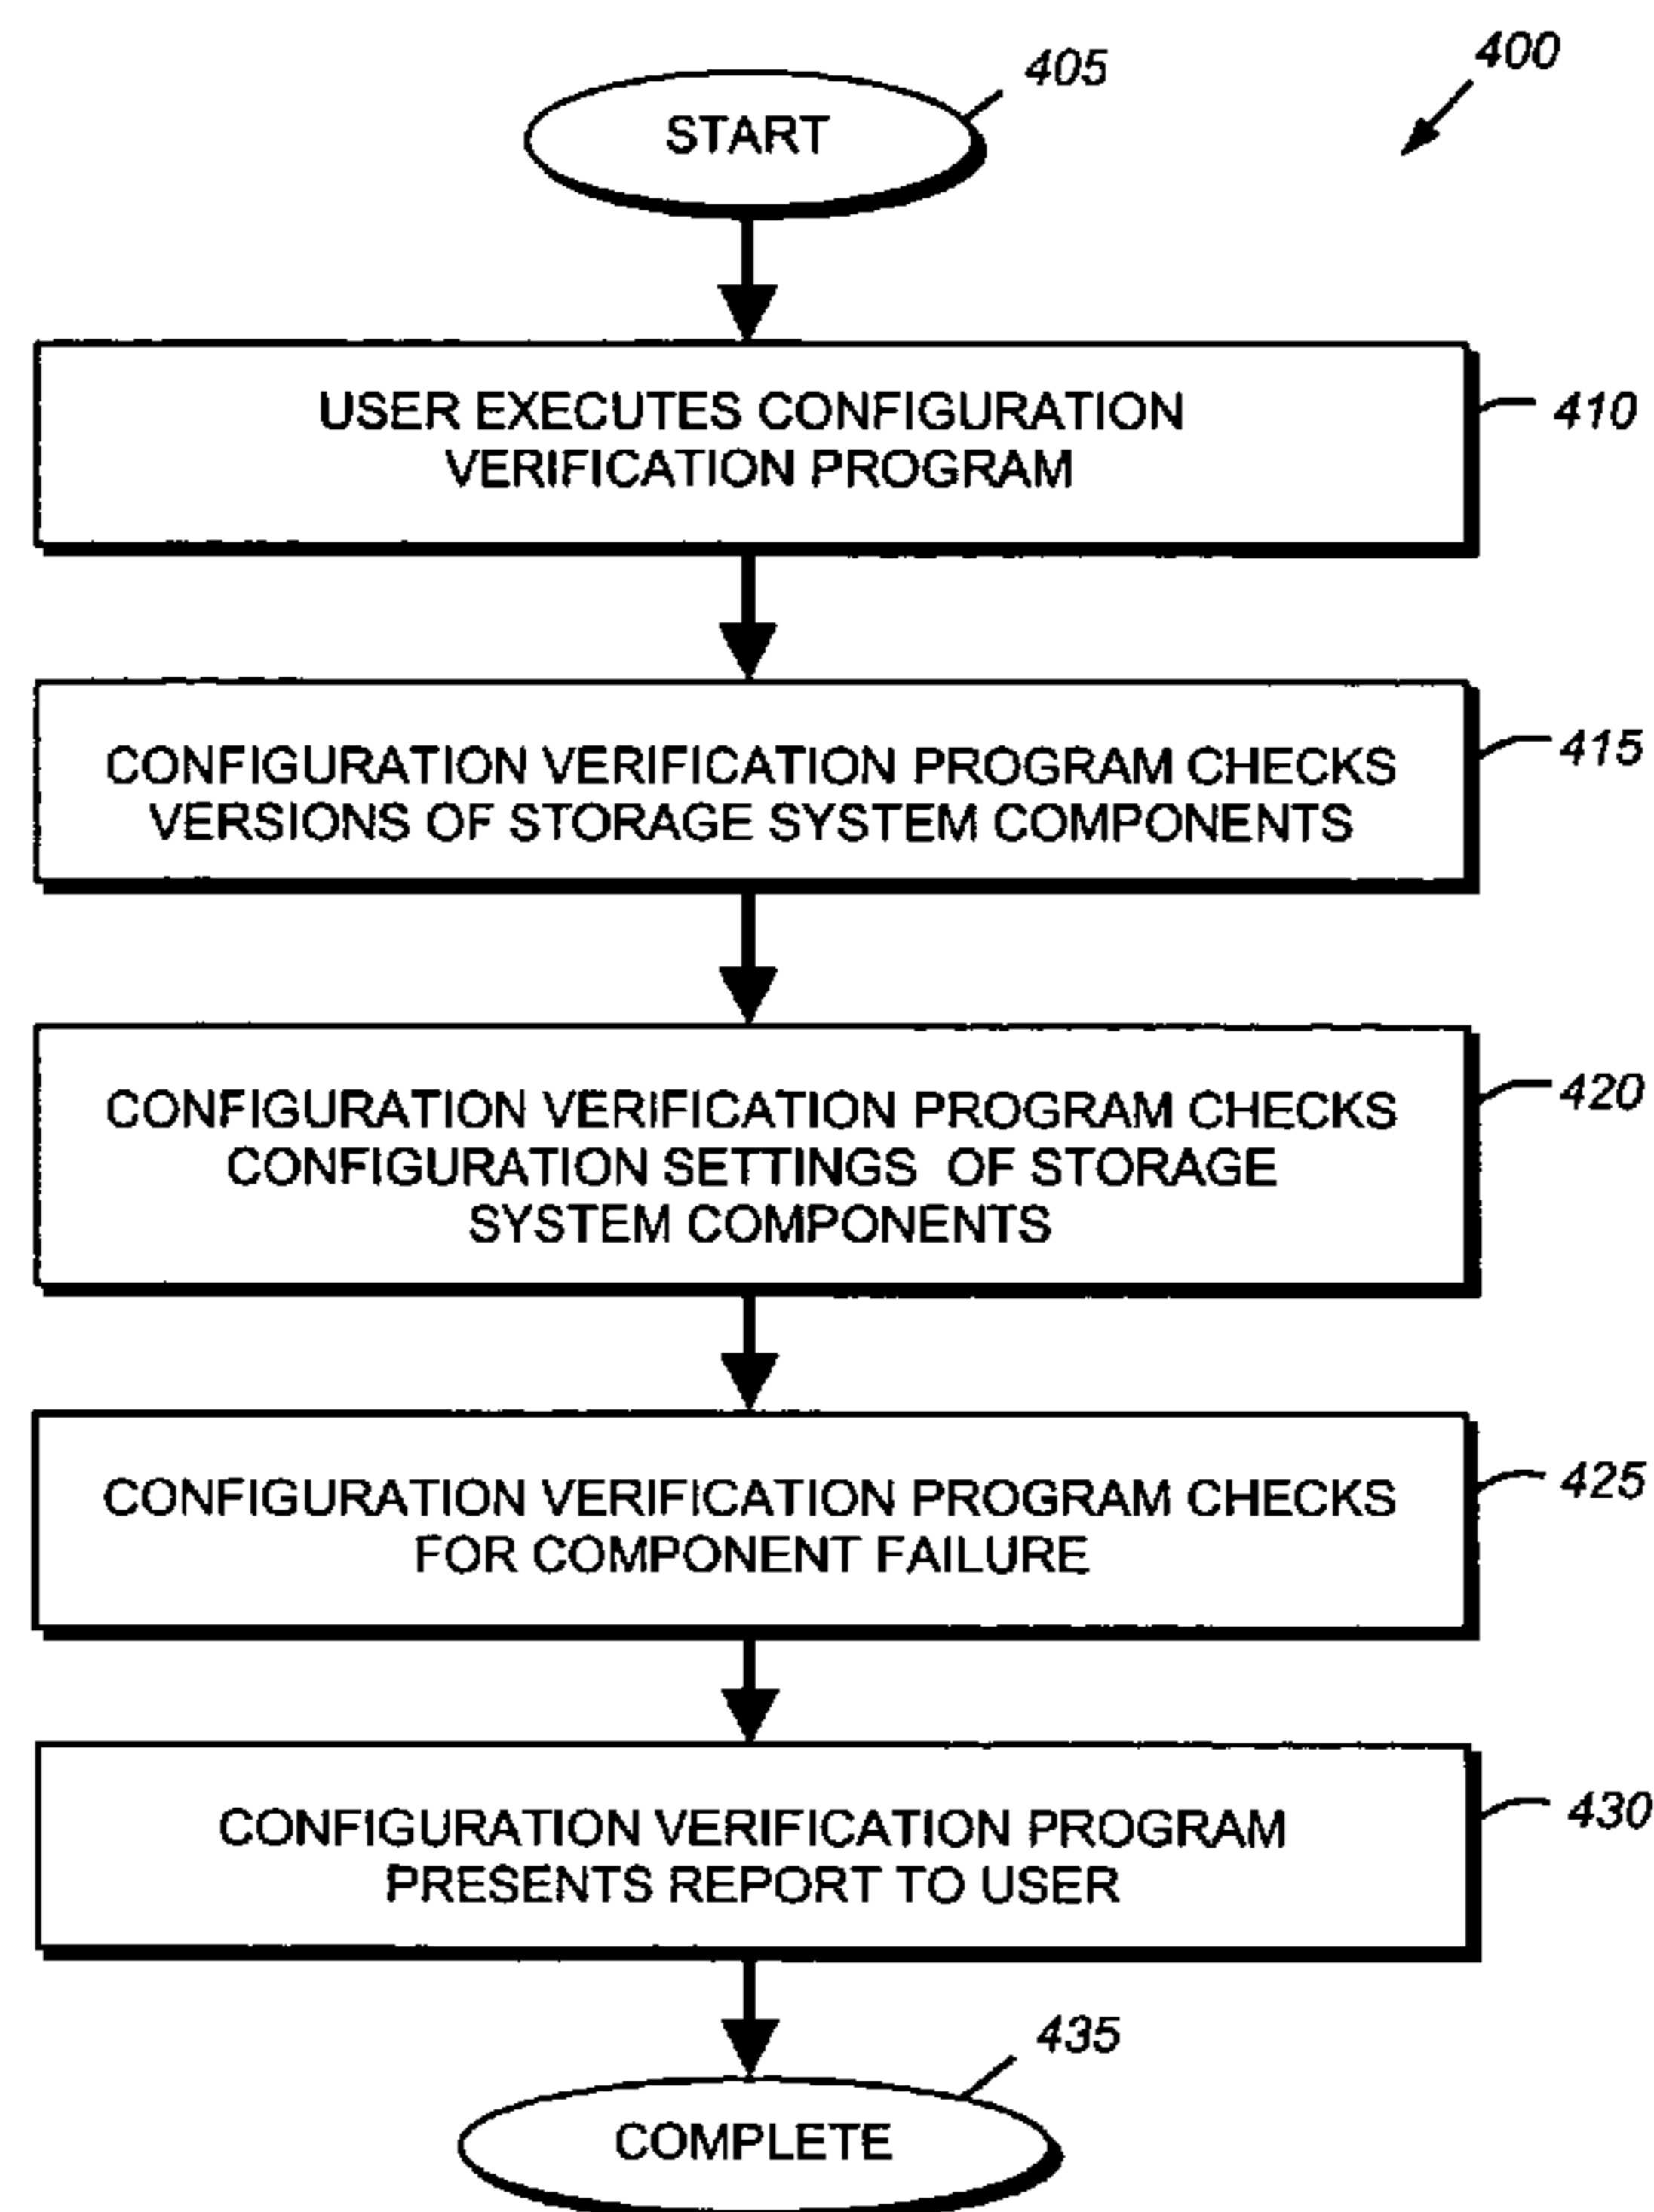 400
405
START
USER EXECUTES CONFIGURATION
VERIFICATION PROGRAM
410
CONFIGURATION VERIFICATION PROGRAM CHECKS
VERSIONS OF STORAGE SYSTEM COMPONENTS
415
CONFIGURATION VERIFICATION PROGRAM CHECKS
CONFIGURATION SETTINGS OF STORAGE
SYSTEM COMPONENTS
420
CONFIGURATION VERIFICATION PROGRAM CHECKS
FOR COMPONENT FAILURE
425
CONFIGURATION VERIFICATION PROGRAM
PRESENTS REPORT TO USER
430
435
COMPLETE